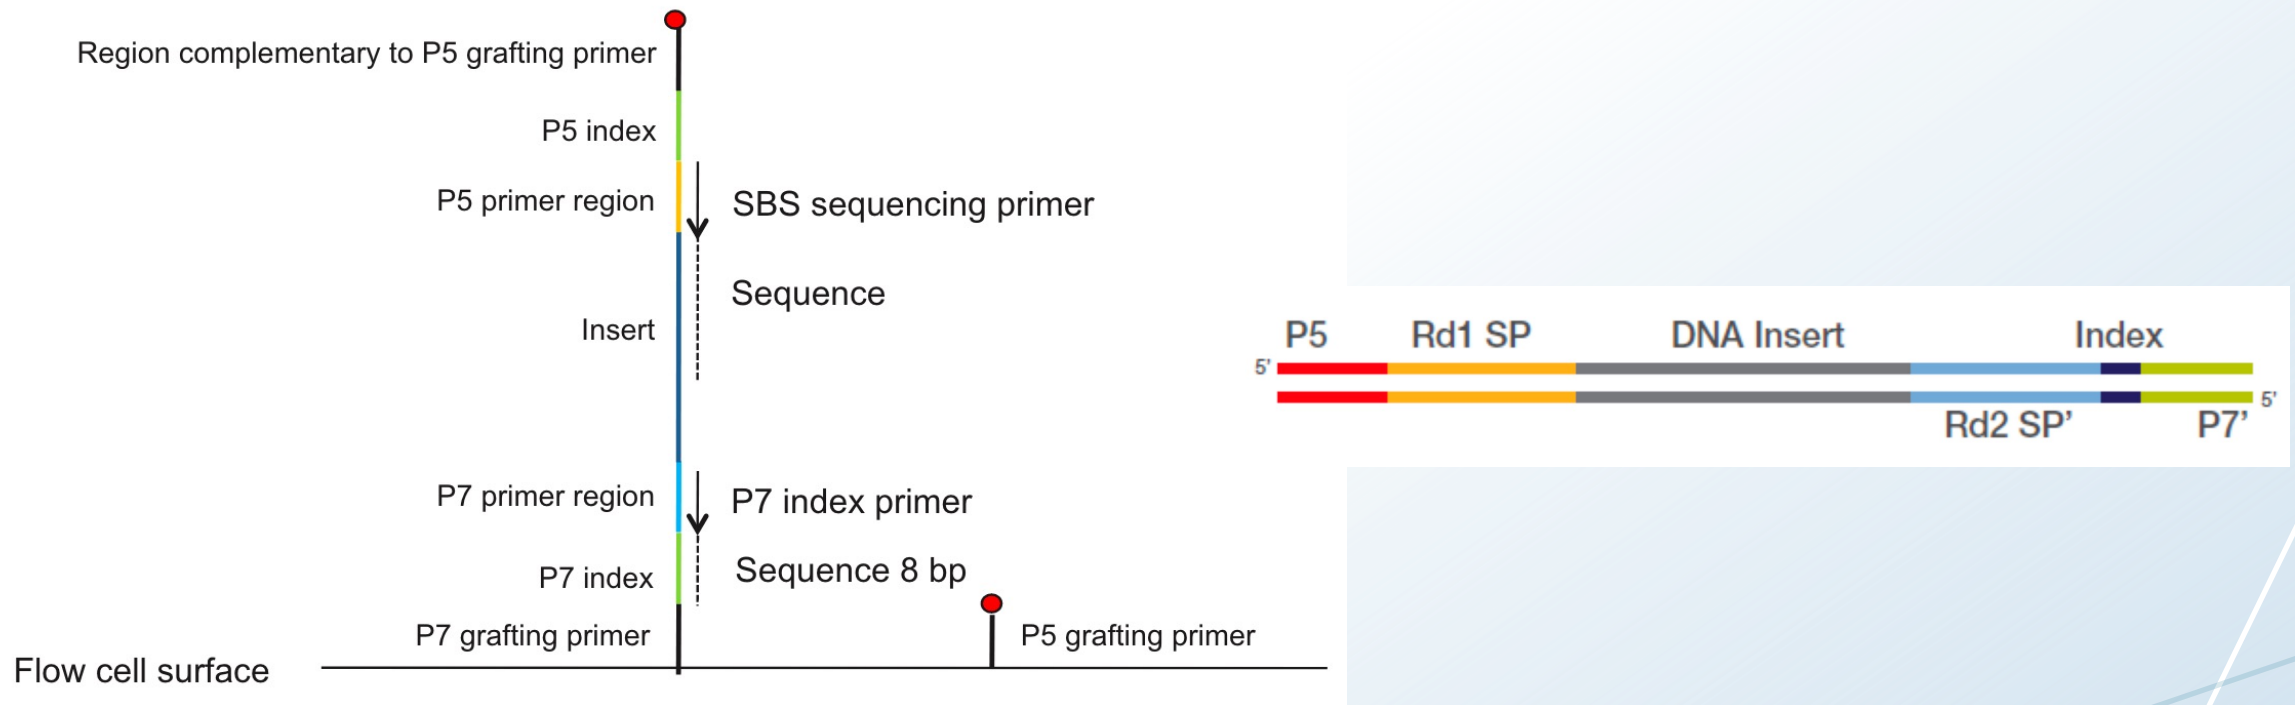 Region complementary to P5 grafting primer
P5 index
P5 primer region
SBS sequencing primer
Sequence
Insert
P7 primer region
P7 index primer
P7 index
Sequence 8 bp
P7 grafting primer
P5 grafting primer
Flow cell surface
P5 Rd1 SP DNA Insert Index
5’
5’
Rd2 SP’ P7’